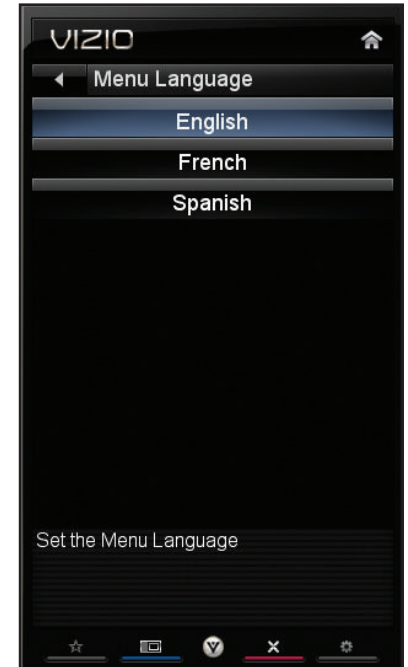 VIZIO
Menu Language
English
French
Spanish
Set the Menu Language
V